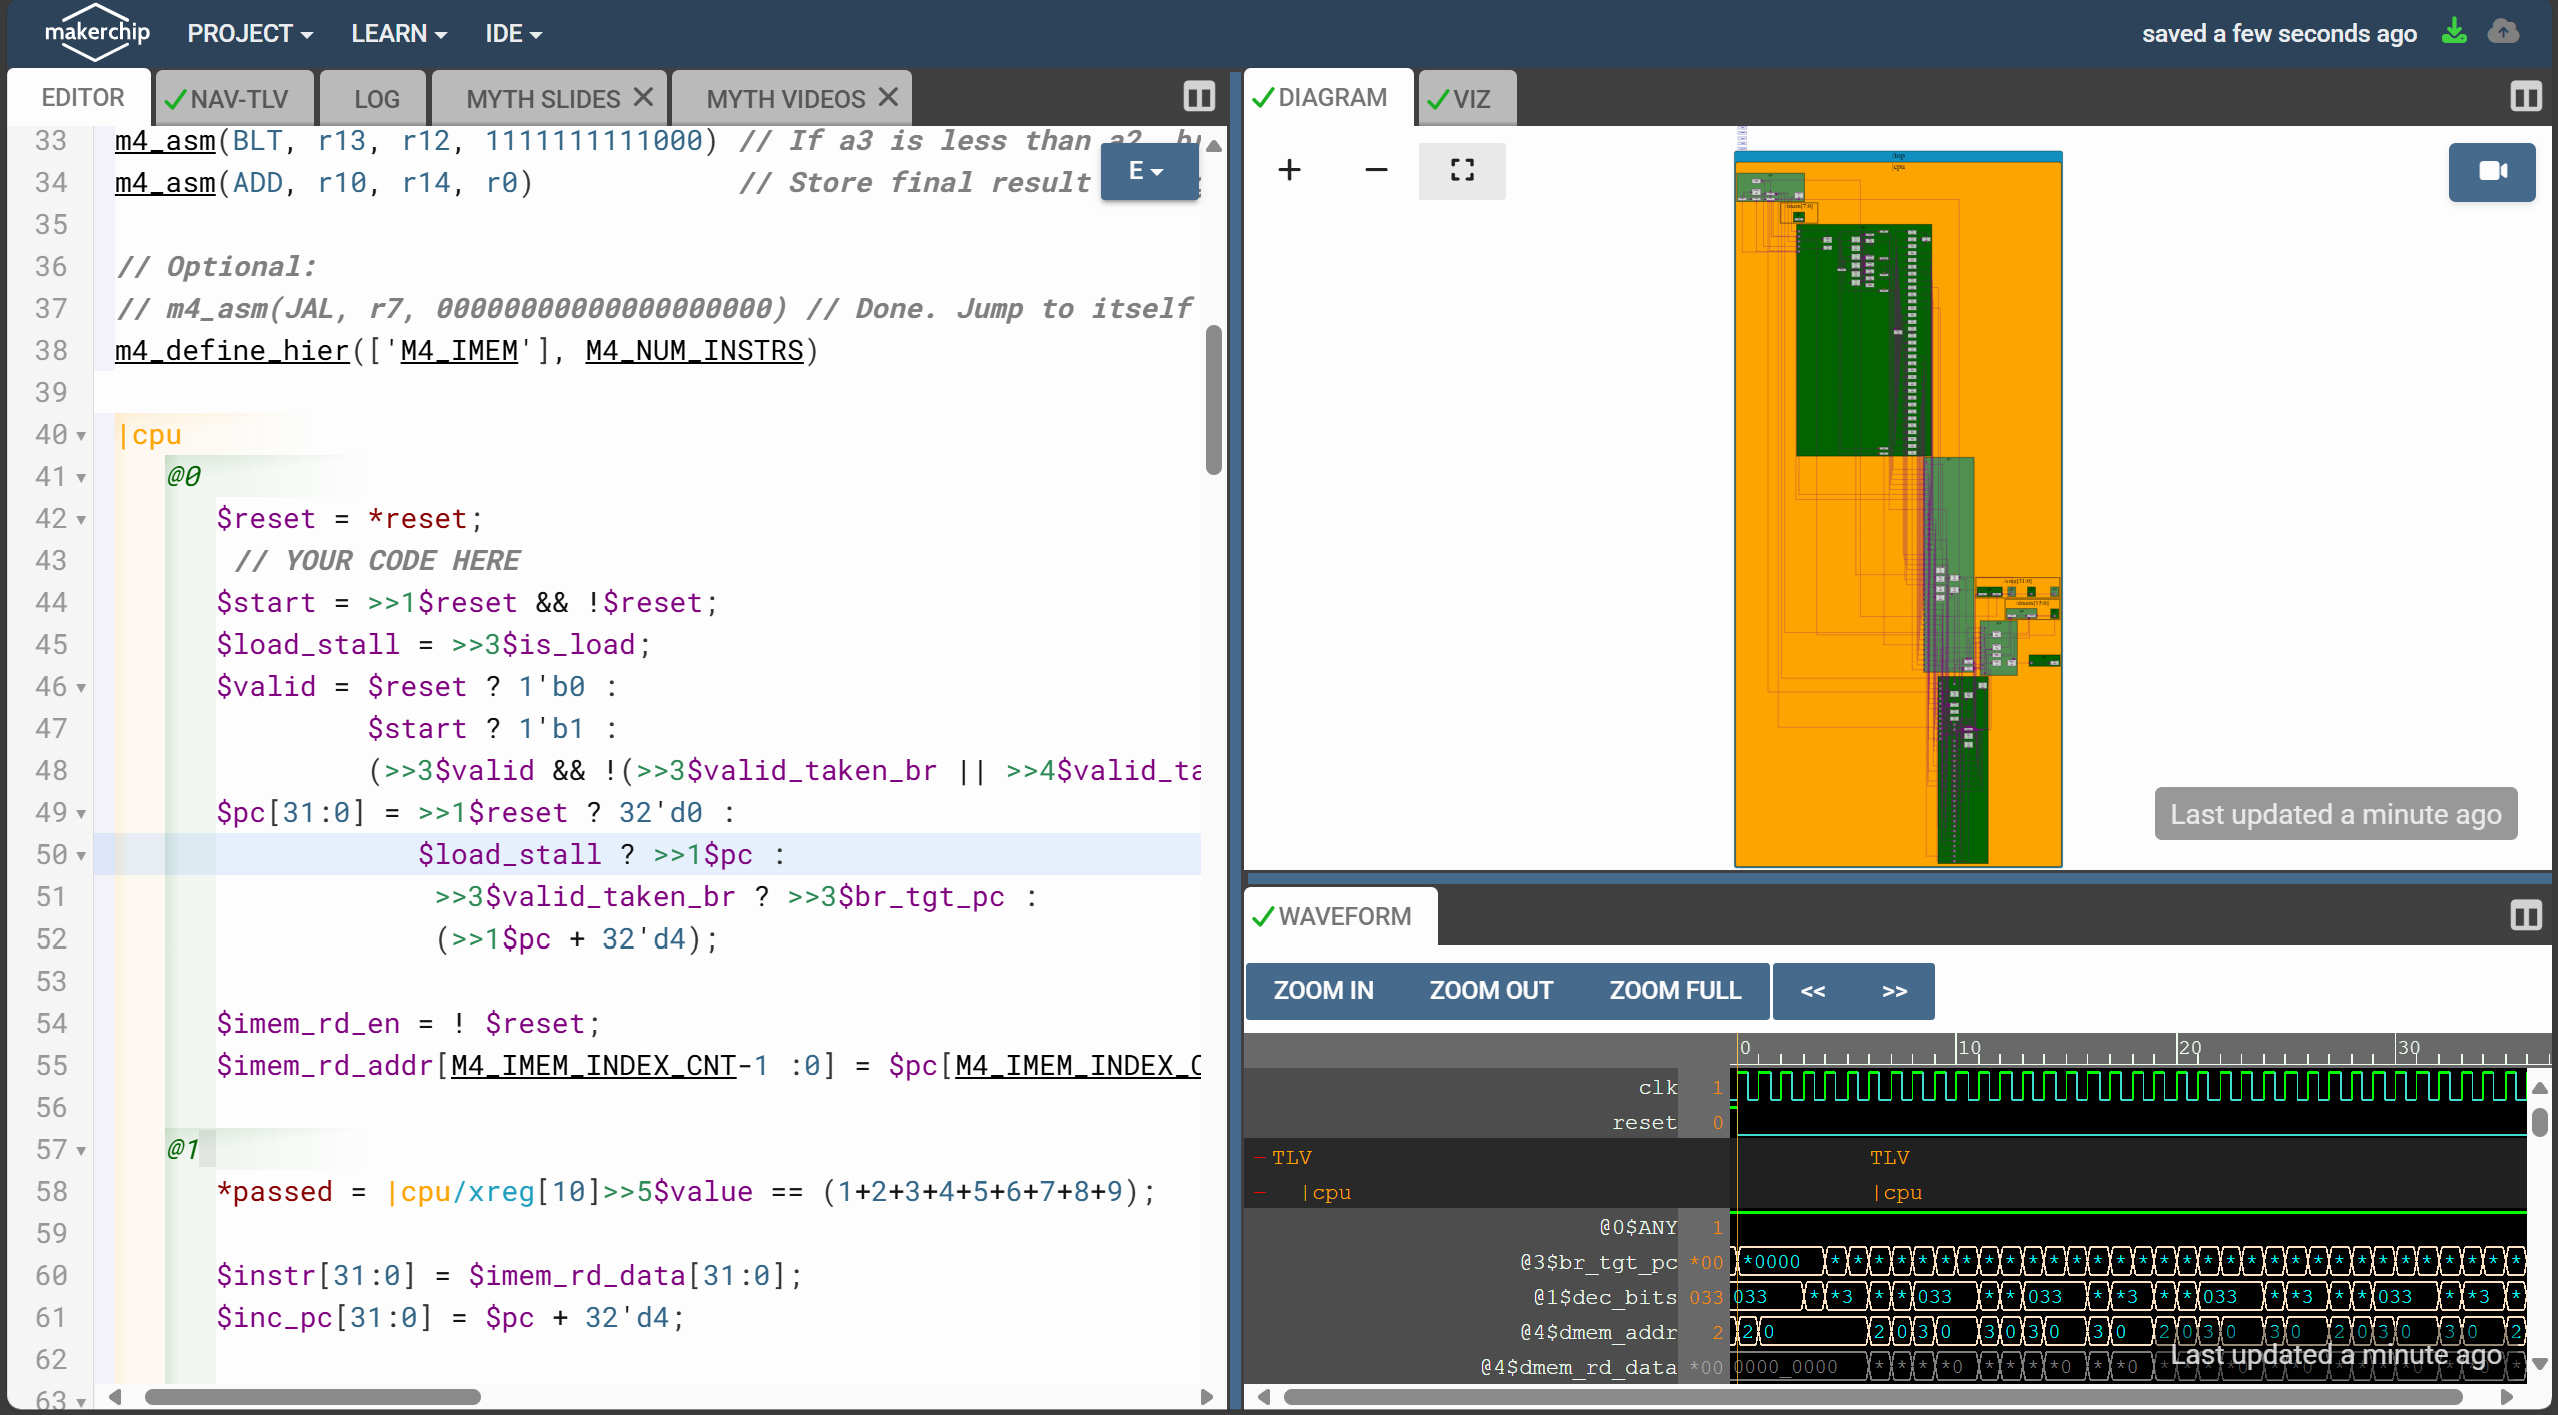 makerchip PROJECT LEARN IDE saved a few seconds ago
EDITOR NAV-TLV LOG MYTH SLIDES MYTH VIDEOS
33 m4_asm(BLT, r13, r12, 1111111111000) // If a3 is less than a2, b
34 m4_asm(ADD, r10, r14, r0) // Store final result
E
35
36 // Optional:
37 // m4_asm(JAL, r7, 00000000000000000000) // Done. Jump to itself
38 m4_define_hier(['M4_IMEM'], M4_NUM_INSTRS)
39
40 |cpu
41 @0
42 $reset = *reset;
43 // YOUR CODE HERE
44 $start = >>1$reset && !$reset;
45 $load_stall = >>3$is_load;
46 $valid = $reset ? 1'b0 :
47 $start ? 1'b1 :
48 (>>3$valid && !(>>3$valid_taken_br || >>4$valid_ta
49 $pc[31:0] = >>1$reset ? 32'd0 :
50 $load_stall ? >>1$pc :
51 >>3$valid_taken_br ? >>3$br_tgt_pc :
52 (>>1$pc + 32'd4);
53
54 $imem_rd_en = ! $reset;
55 $imem_rd_addr[M4_IMEM_INDEX_CNT-1 :0] = $pc[M4_IMEM_INDEX_C
56
57 @1
58 *passed = |cpu/xreg[10]>>5$value == (1+2+3+4+5+6+7+8+9);
59
60 $instr[31:0] = $imem_rd_data[31:0];
61 $inc_pc[31:0] = $pc + 32'd4;
62
63
DIAGRAM VIZ
+ −
/top
|cpu
Last updated a minute ago
WAVEFORM
ZOOM IN ZOOM OUT ZOOM FULL << >>
0 10 20 30
clk 1
reset 0
TLV TLV
|cpu |cpu
@0$ANY 1
@3$br_tgt_pc *00 *0000 * * * * * * * * * * * * * * * * * * * * * * * * * * * * * * *
@1$dec_bits 033 033 * *3 * * 033 * * 033 * *3 * * 033 * *3 * * 033 * *3 *
@4$dmem_addr 2 2 0 2 0 3 0 3 0 3 0 3 0 2 0 3 0 3 0 2 0 3 0 3 0 2
@4$dmem_rd_data *00 0000_0000 * * * *0 * * * *0 * *0
Last updated a minute ago